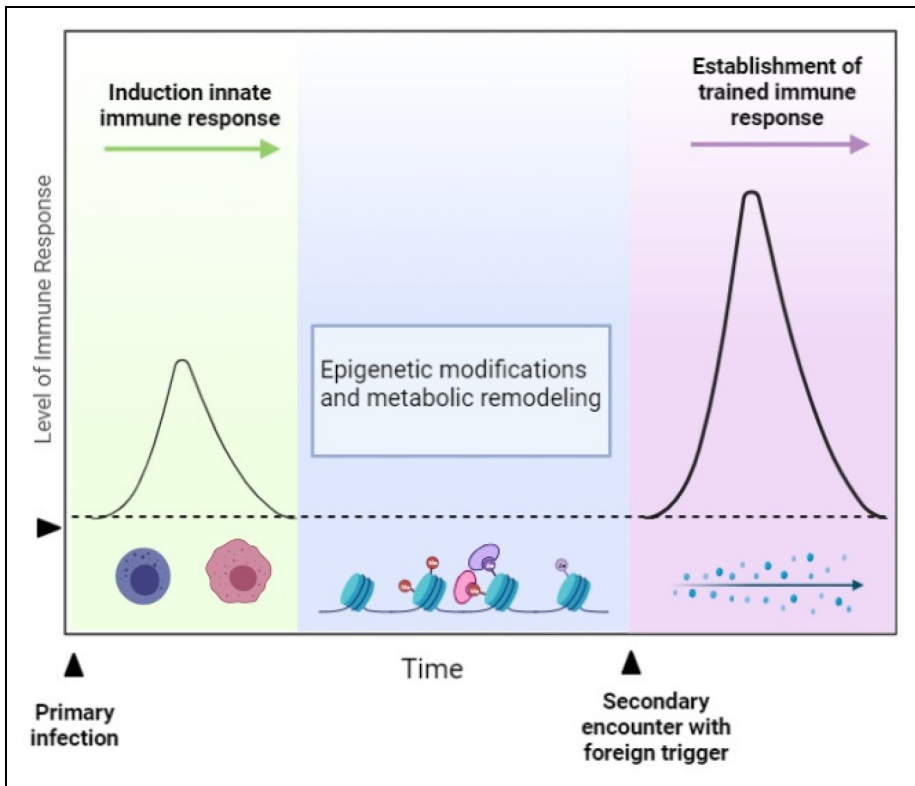 Induction innate
immune response
Establishment of
trained immune
response
Level of Immune Response
Epigenetic modifications
and metabolic remodeling
Time
Primary
infection
Secondary
encounter with
foreign trigger